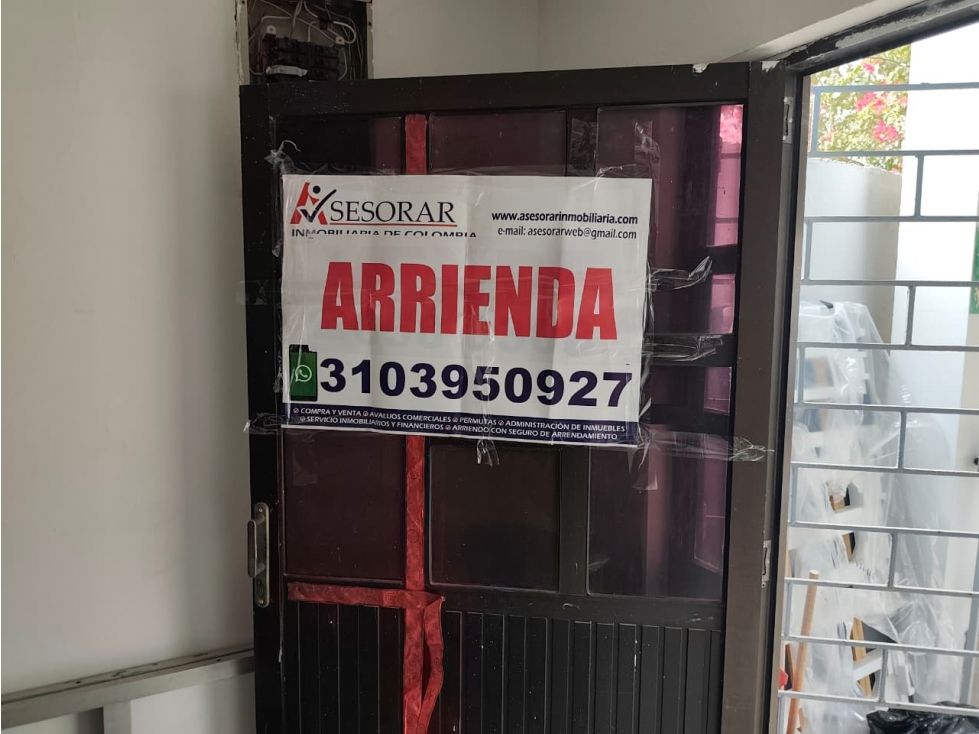 ASESORAR
INMOBILIARIA DE COLOMBIA
www.asesorarinmobiliaria.com
e-mail: asesorarweb@gmail.com
ARRIENDA
3103950927
COMPRA Y VENTA AVALUOS COMERCIALES PERMUTAS ADMINISTRACIÓN DE INMUEBLES
SERVICIO INMOBILIARIOS Y FINANCIEROS ARRIENDO CON SEGURO DE ARRENDAMIENTO